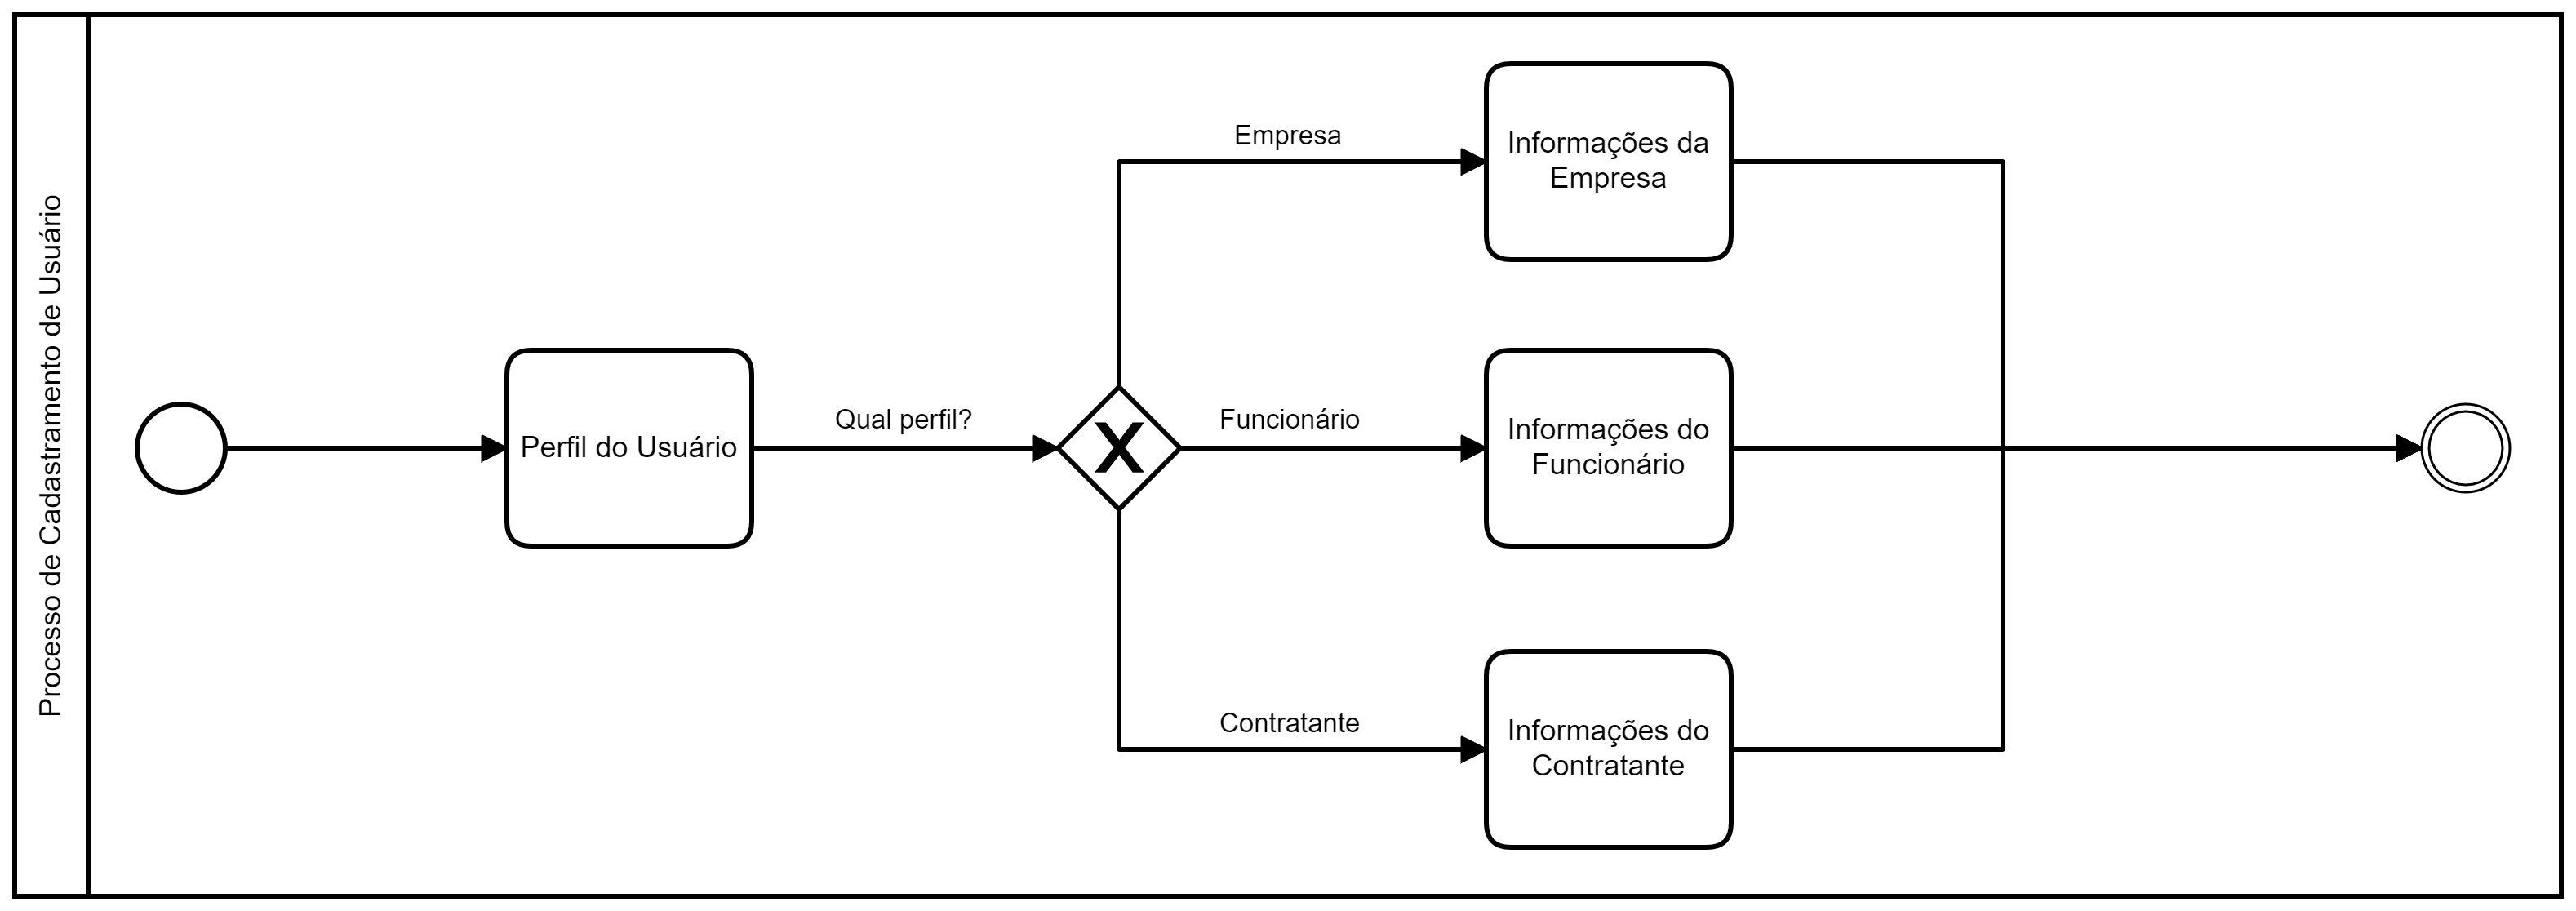 Processo de Cadastramento de Usuário
Perfil do Usuário
Qual perfil?
X
Empresa
Informações da
Empresa
Funcionário
Informações do
Funcionário
Contratante
Informações do
Contratante